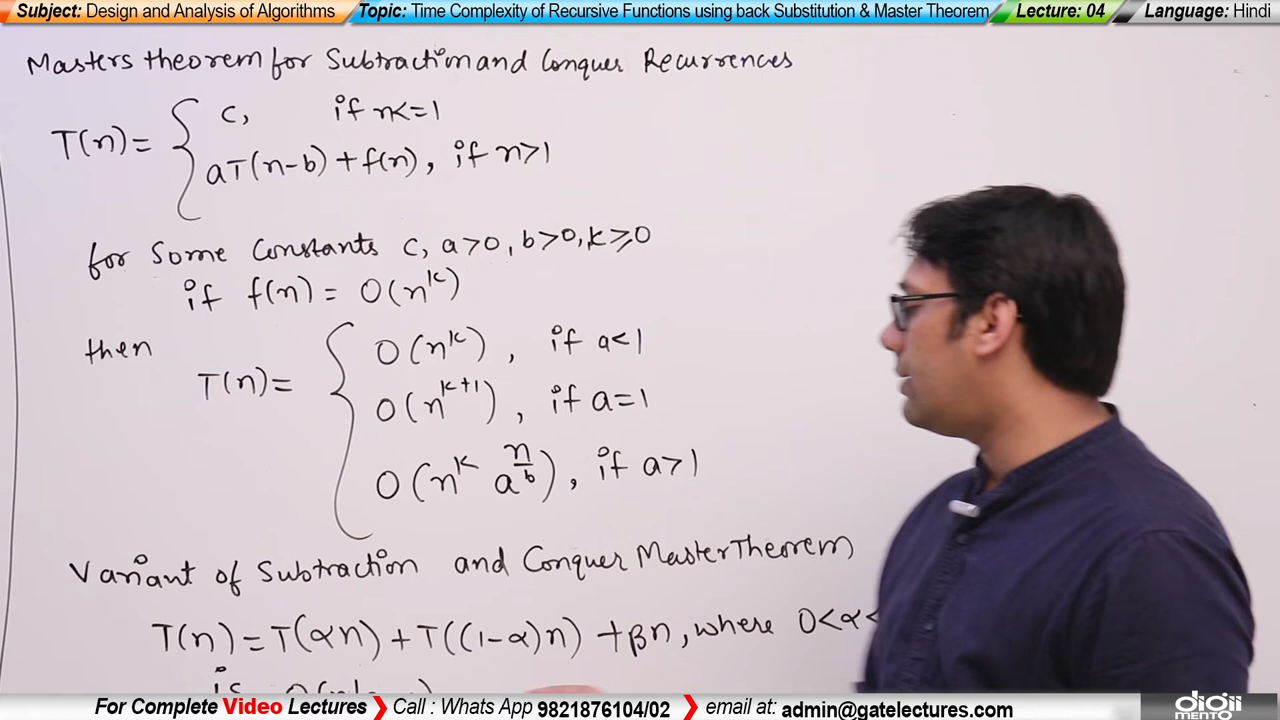 Subject: Design and Analysis of Algorithms Topic: Time Complexity of Recursive Functions using back Substitution & Master Theorem Lecture: 04 Language: Hindi
Masters theorem for Subtraction and Conquer Recurrences
T(n)= { c, if n<=1
aT(n-b)+f(n), if n>1
for Some Constants c, a>0, b>0, k≥0
if f(n) = O(n^k)
then
T(n)= { O(n^k), if a<1
O(n^{k+1}), if a=1
O(n^k a^{n/b}), if a>1
Variant of Subtraction and Conquer Master Theorem
T(n)=T(αn)+T((1-α)n)+βn, where 0<α<
is
For Complete Video Lectures Call : Whats App 9821876104/02 email at: admin@gatelectures.com
digii
MENTO